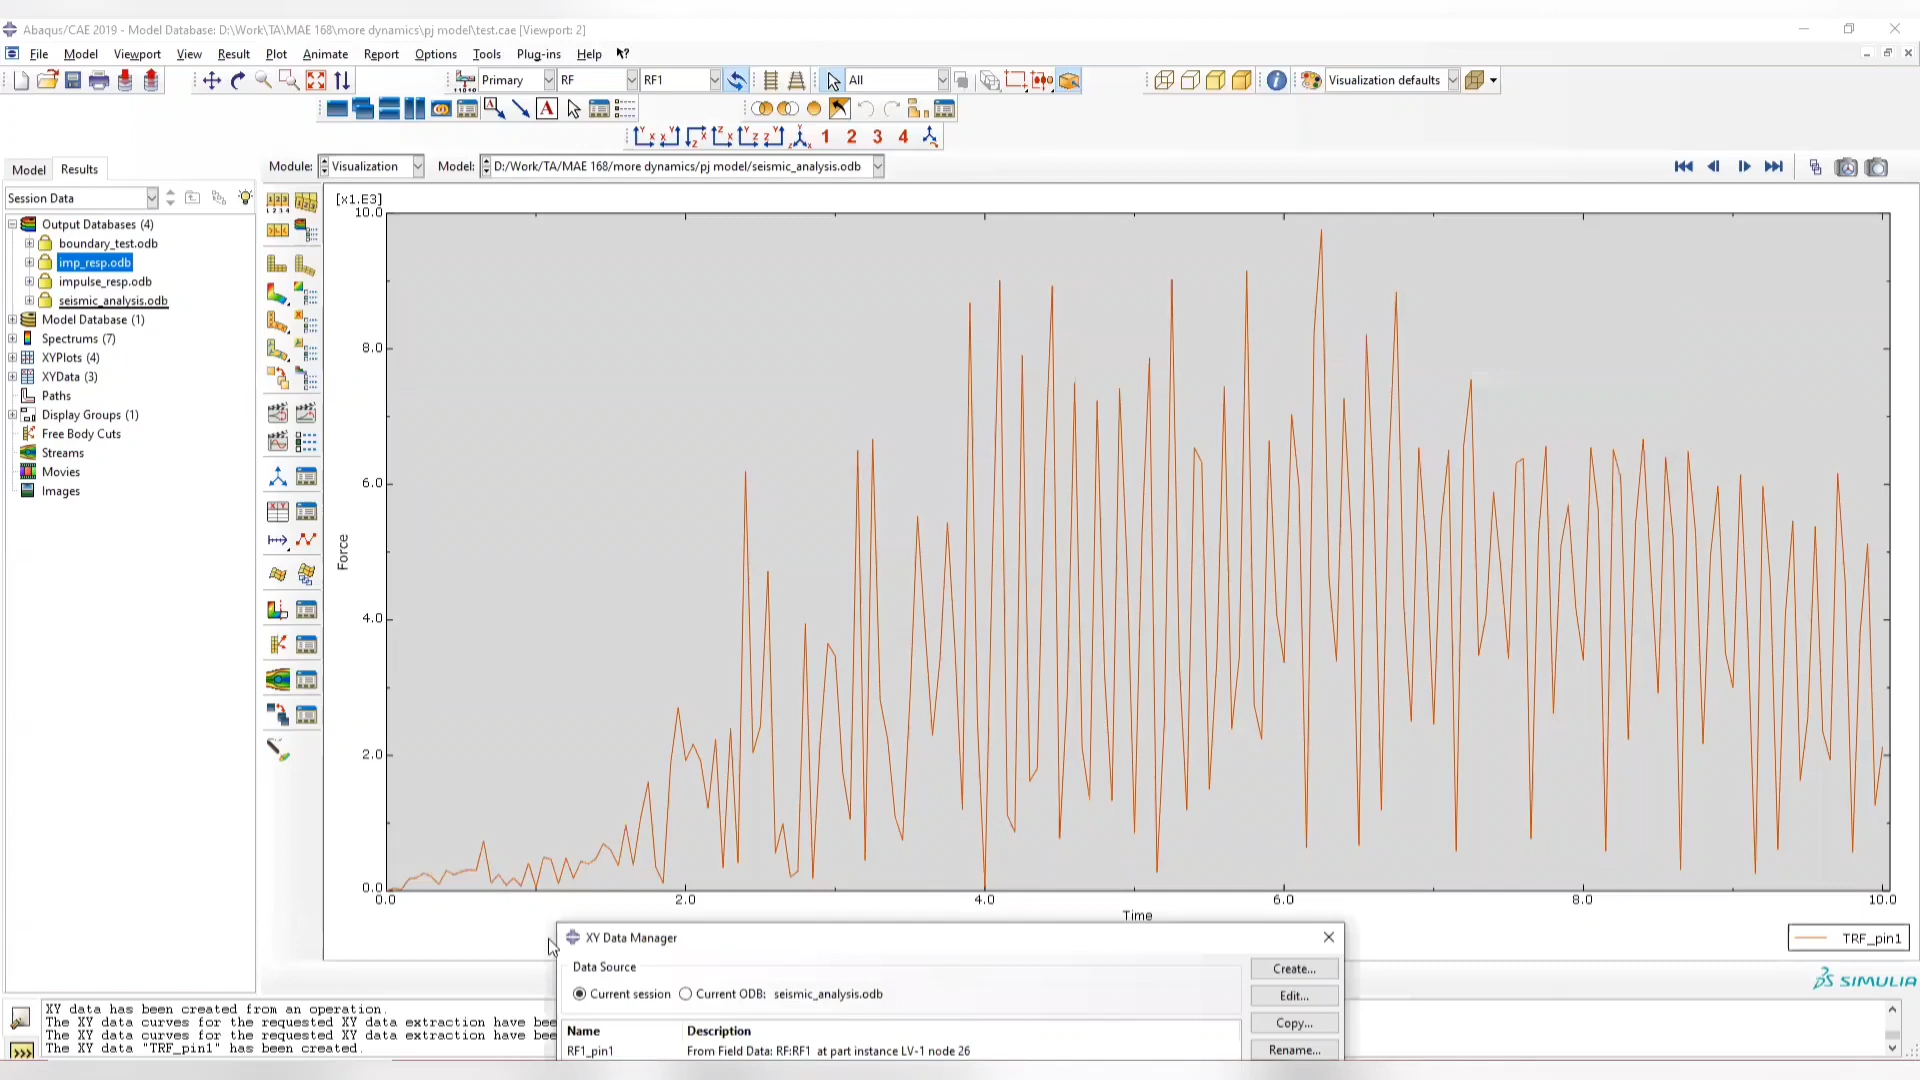 Abaqus/CAE 2019 - Model Database: D:\Work\TA\MAE 168\more dynamics\pj model\test.cae [Viewport: 2]
File Model Viewport View Result Plot Animate Report Options Tools Plug-ins Help
Primary RF RF1 All Visualization defaults
1 2 3 4
Model Results
Module: Visualization Model: D:/Work/TA/MAE 168/more dynamics/pj model/seismic_analysis.odb
Session Data
Output Databases (4)
boundary_test.odb
imp_resp.odb
impulse_resp.odb
seismic_analysis.odb
Model Database (1)
Spectrums (7)
XYPlots (4)
XYData (3)
Paths
Display Groups (1)
Free Body Cuts
Streams
Movies
Images
[x1.E3]
10.0
8.0
6.0
4.0
2.0
0.0
Force
0.0 2.0 4.0 6.0 8.0 10.0
Time
TRF_pin1
SIMULIA
XY Data Manager
Data Source
Current session Current ODB: seismic_analysis.odb
Create...
Edit...
Copy...
Rename...
Name Description
RF1_pin1 From Field Data: RF:RF1 at part instance LV-1 node 26
XY data has been created from an operation.
The XY data curves for the requested XY data extraction have bee
The XY data curves for the requested XY data extraction have bee
The XY data "TRF_pin1" has been created.